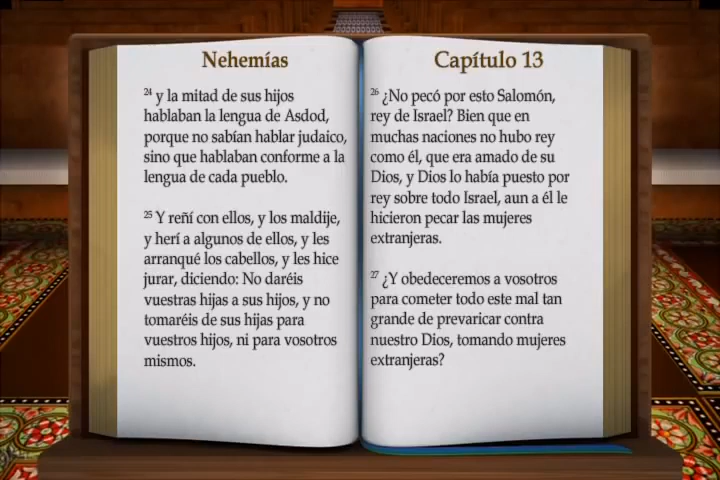 Nehemías
24 y la mitad de sus hijos
hablaban la lengua de Asdod,
porque no sabían hablar judaico,
sino que hablaban conforme a la
lengua de cada pueblo.
25 Y reñí con ellos, y los maldije,
y herí a algunos de ellos, y les
arranqué los cabellos, y les hice
jurar, diciendo: No daréis
vuestras hijas a sus hijos, y no
tomaréis de sus hijas para
vuestros hijos, ni para vosotros
mismos.
Capítulo 13
26 ¿No pecó por esto Salomón,
rey de Israel? Bien que en
muchas naciones no hubo rey
como él, que era amado de su
Dios, y Dios lo había puesto por
rey sobre todo Israel, aun a él le
hicieron pecar las mujeres
extranjeras.
27 ¿Y obedeceremos a vosotros
para cometer todo este mal tan
grande de prevaricar contra
nuestro Dios, tomando mujeres
extranjeras?